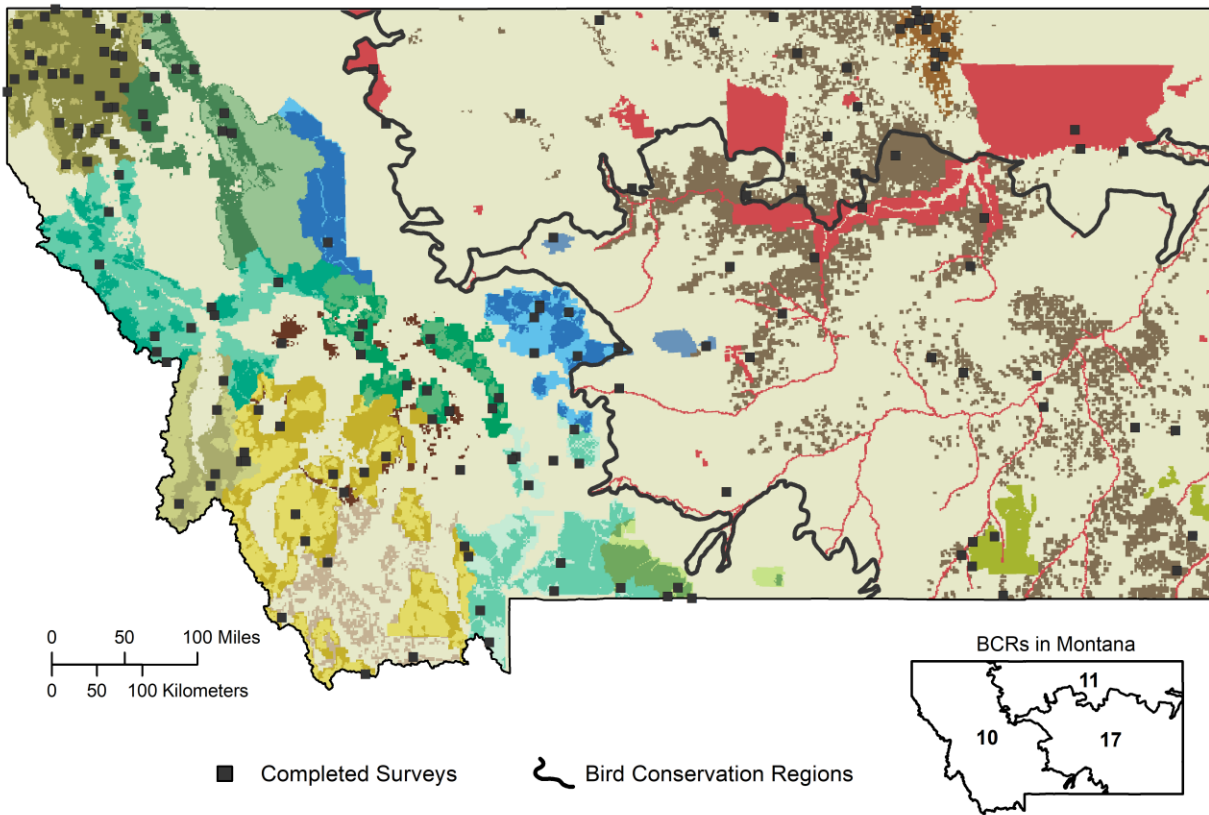 0 50 100 Miles
0 50 100 Kilometers
Completed Surveys
Bird Conservation Regions
BCRs in Montana
11
10
17